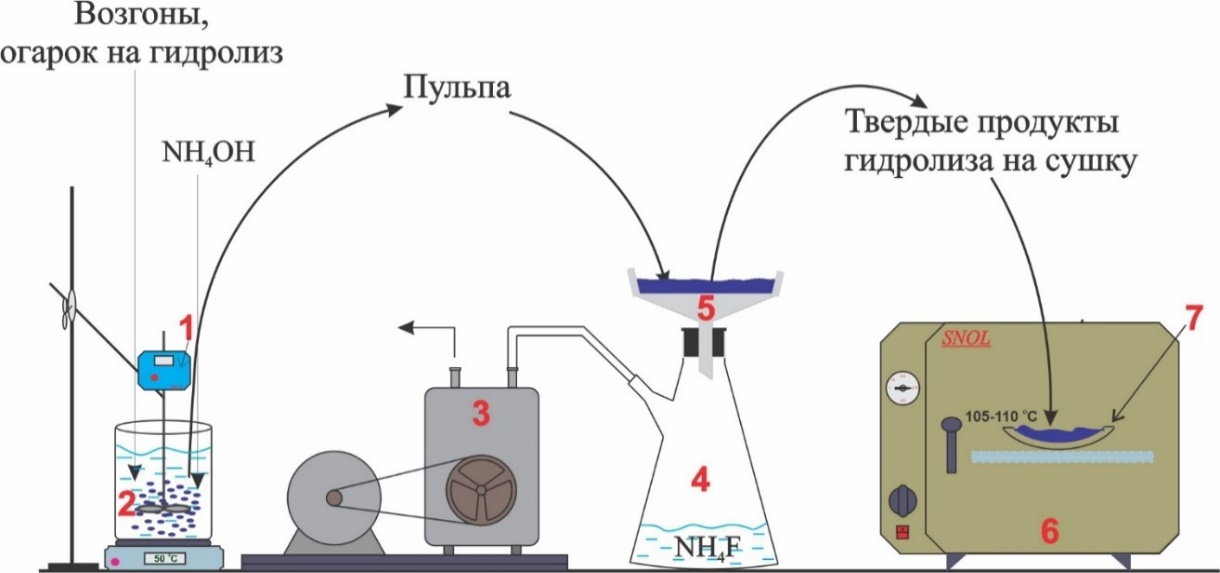 Возгоны,
огарок на гидролиз
NH₄OH
Пульпа
Твердые продукты
гидролиза на сушку
1
2
50 °C
3
4
NH₄F
5
SNOL
105-110 °C
6
7